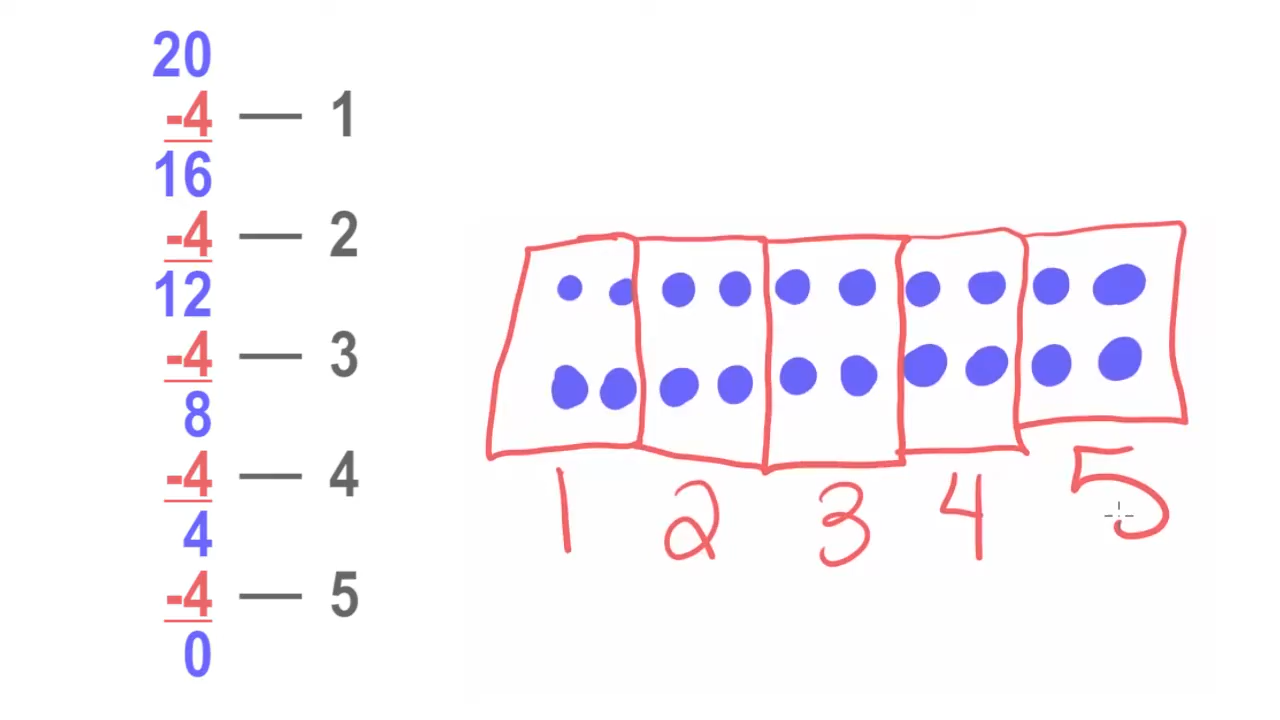 20
-4 — 1
16
-4 — 2
12
-4 — 3
8
-4 — 4
4
-4 — 5
0
1 2 3 4 5